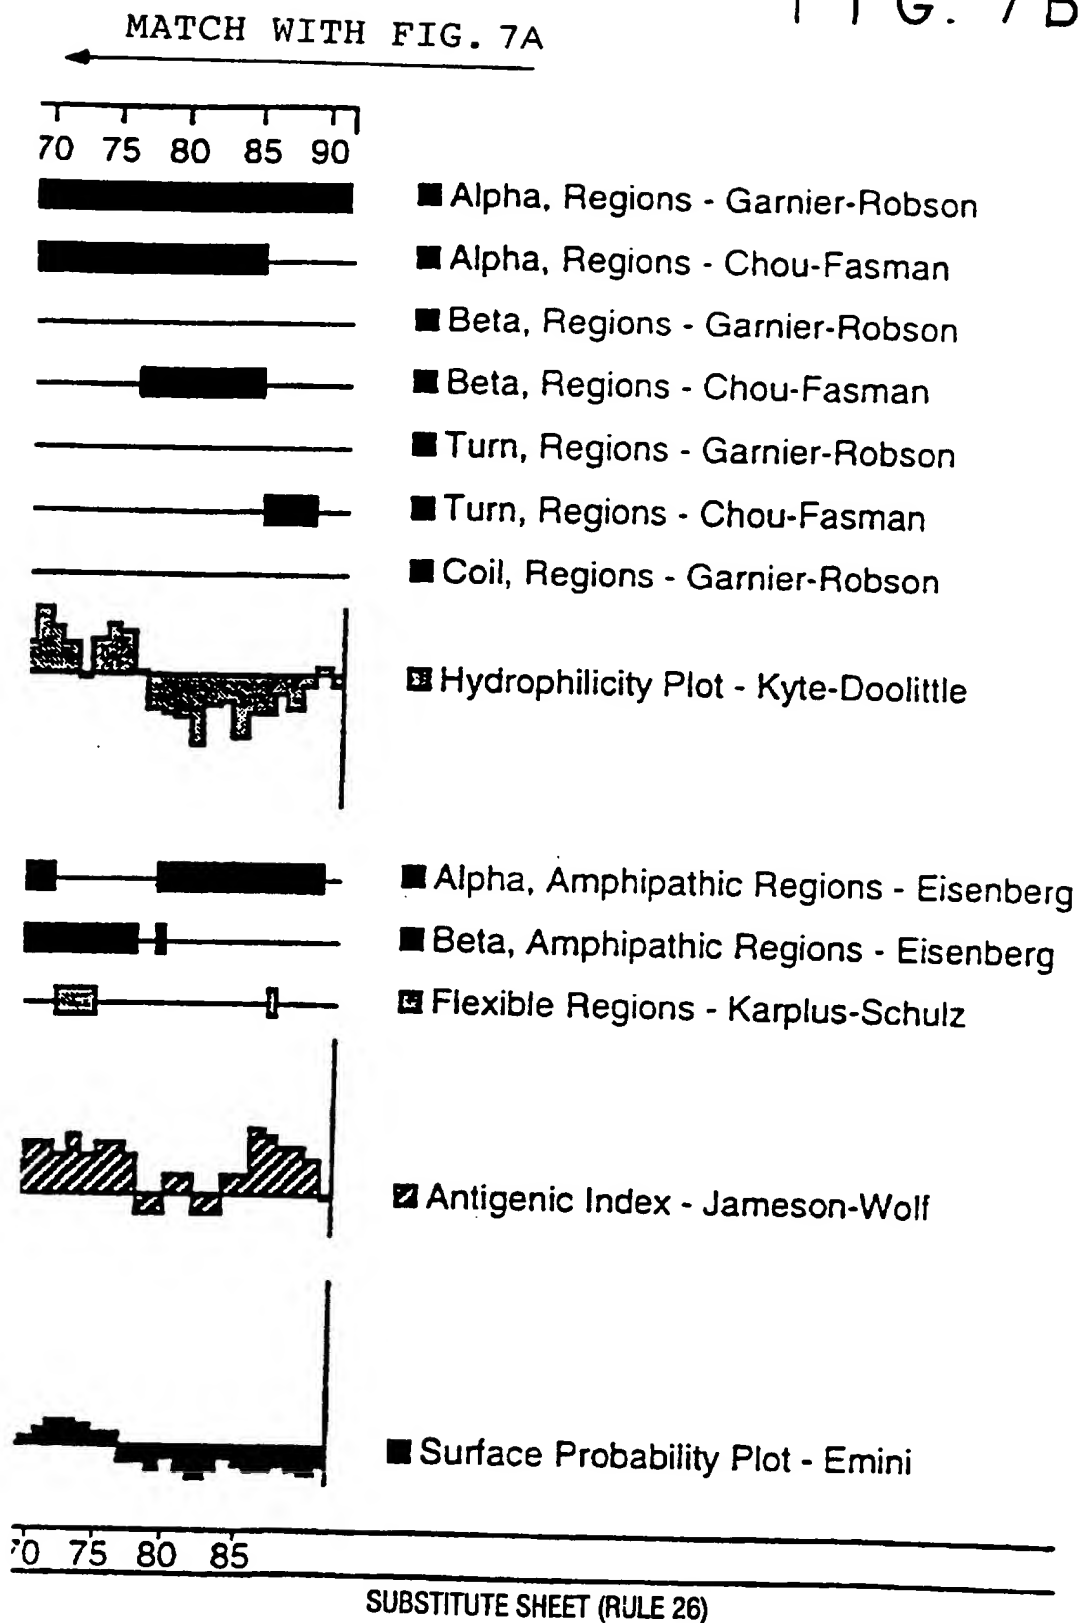 FIG. 7B
MATCH WITH FIG. 7A
70 75 80 85 90
Alpha, Regions - Garnier-Robson
Alpha, Regions - Chou-Fasman
Beta, Regions - Garnier-Robson
Beta, Regions - Chou-Fasman
Turn, Regions - Garnier-Robson
Turn, Regions - Chou-Fasman
Coil, Regions - Garnier-Robson
Hydrophilicity Plot - Kyte-Doolittle
Alpha, Amphipathic Regions - Eisenberg
Beta, Amphipathic Regions - Eisenberg
Flexible Regions - Karplus-Schulz
Antigenic Index - Jameson-Wolf
Surface Probability Plot - Emini
70 75 80 85
SUBSTITUTE SHEET (RULE 26)